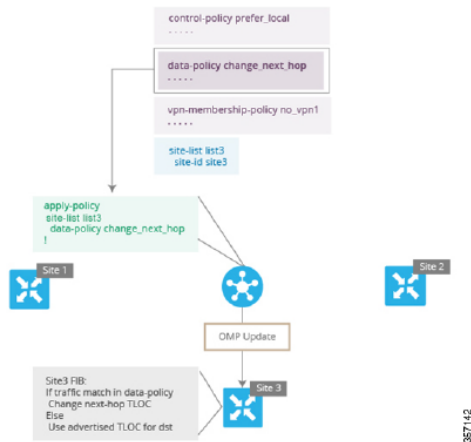 control-policy prefer_local
. . . . .
data-policy change_next_hop
. . . . .
vpn-membership-policy no_vpn1
. . . . .
site-list list3
site-id site3
apply-policy
site-list list3
data-policy change_next_hop
!
Site 1
Site 2
OMP Update
Site3 FIB:
If traffic match in data-policy
Change next-hop TLOC
Else
Use advertised TLOC for dst
Site 3
367142